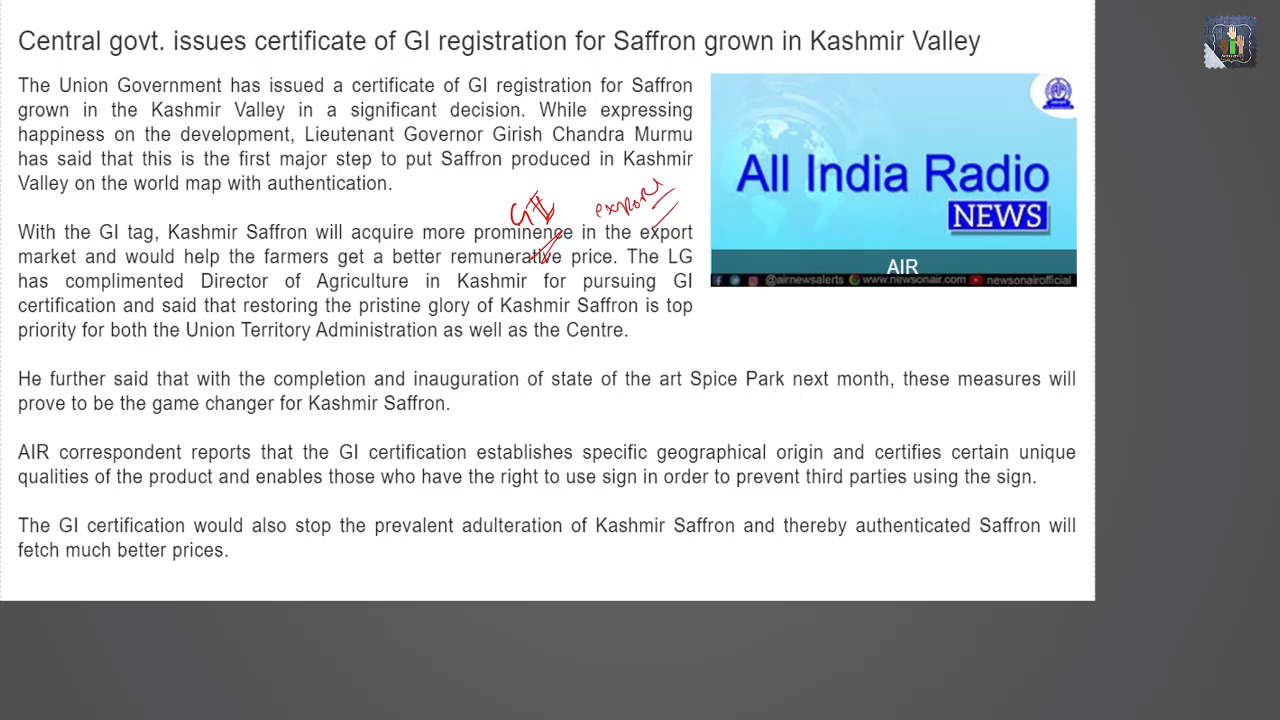 Central govt. issues certificate of GI registration for Saffron grown in Kashmir Valley
The Union Government has issued a certificate of GI registration for Saffron
grown in the Kashmir Valley in a significant decision. While expressing
happiness on the development, Lieutenant Governor Girish Chandra Murmu
has said that this is the first major step to put Saffron produced in Kashmir
Valley on the world map with authentication.
GI
export
With the GI tag, Kashmir Saffron will acquire more prominence in the export
market and would help the farmers get a better remunerative price. The LG
has complimented Director of Agriculture in Kashmir for pursuing GI
certification and said that restoring the pristine glory of Kashmir Saffron is top
priority for both the Union Territory Administration as well as the Centre.
All India Radio
NEWS
AIR
@airnewsalerts
www.newsonair.com
newsonairofficial
He further said that with the completion and inauguration of state of the art Spice Park next month, these measures will
prove to be the game changer for Kashmir Saffron.
AIR correspondent reports that the GI certification establishes specific geographical origin and certifies certain unique
qualities of the product and enables those who have the right to use sign in order to prevent third parties using the sign.
The GI certification would also stop the prevalent adulteration of Kashmir Saffron and thereby authenticated Saffron will
fetch much better prices.